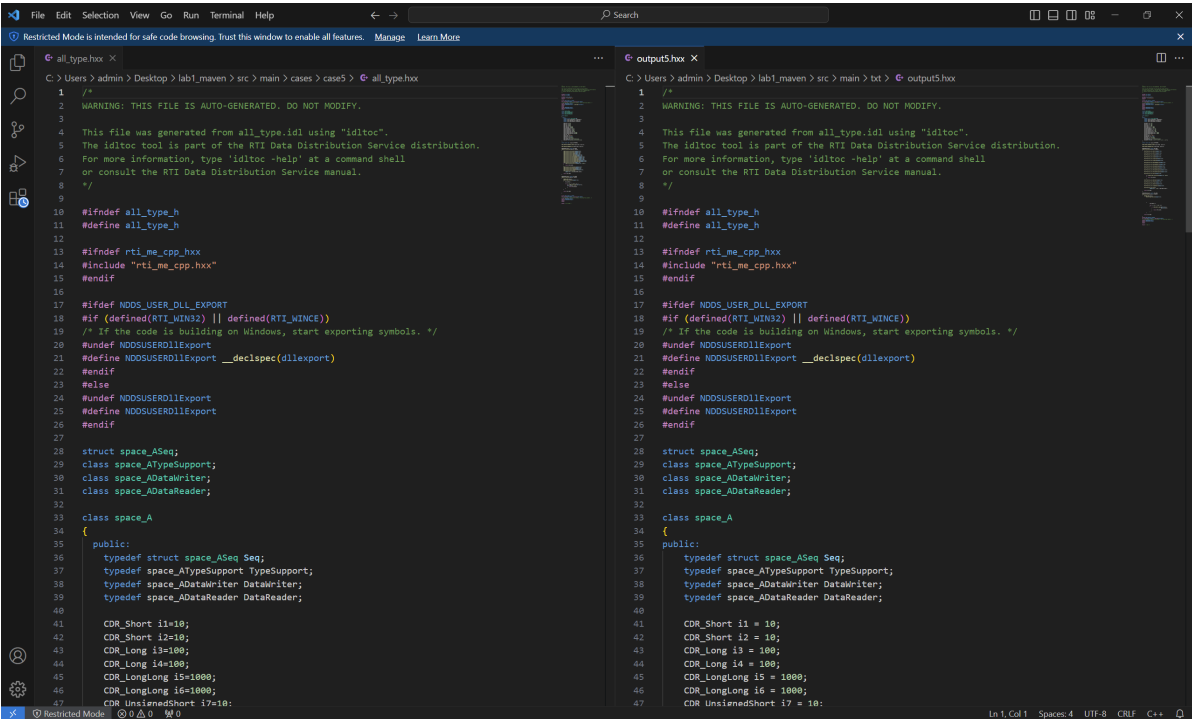 File Edit Selection View Go Run Terminal Help
Search
Restricted Mode is intended for safe code browsing. Trust this window to enable all features. Manage Learn More
all_type.hxx
C: > Users > admin > Desktop > lab1_maven > src > main > cases > case5 > all_type.hxx
1 /*
2 WARNING: THIS FILE IS AUTO-GENERATED. DO NOT MODIFY.
3
4 This file was generated from all_type.idl using "idltoc".
5 The idltoc tool is part of the RTI Data Distribution Service distribution.
6 For more information, type 'idltoc -help' at a command shell
7 or consult the RTI Data Distribution Service manual.
8 */
9
10 #ifndef all_type_h
11 #define all_type_h
12
13 #ifndef rti_me_cpp_hxx
14 #include "rti_me_cpp.hxx"
15 #endif
16
17 #ifdef NDDS_USER_DLL_EXPORT
18 #if (defined(RTI_WIN32) || defined(RTI_WINCE))
19 /* If the code is building on Windows, start exporting symbols. */
20 #undef NDDSUSERDllExport
21 #define NDDSUSERDllExport __declspec(dllexport)
22 #endif
23 #else
24 #undef NDDSUSERDllExport
25 #define NDDSUSERDllExport
26 #endif
27
28 struct space_ASeq;
29 class space_ATypeSupport;
30 class space_ADataWriter;
31 class space_ADataReader;
32
33 class space_A
34 {
35 public:
36 typedef struct space_ASeq Seq;
37 typedef space_ATypeSupport TypeSupport;
38 typedef space_ADataWriter DataWriter;
39 typedef space_ADataReader DataReader;
40
41 CDR_Short i1=10;
42 CDR_Short i2=10;
43 CDR_Long i3=100;
44 CDR_Long i4=100;
45 CDR_LongLong i5=1000;
46 CDR_LongLong i6=1000;
47 CDR_UnsignedShort i7=10;
output5.hxx
C: > Users > admin > Desktop > lab1_maven > src > main > txt > output5.hxx
1 /*
2 WARNING: THIS FILE IS AUTO-GENERATED. DO NOT MODIFY.
3
4 This file was generated from all_type.idl using "idltoc".
5 The idltoc tool is part of the RTI Data Distribution Service distribution.
6 For more information, type 'idltoc -help' at a command shell
7 or consult the RTI Data Distribution Service manual.
8 */
9
10 #ifndef all_type_h
11 #define all_type_h
12
13 #ifndef rti_me_cpp_hxx
14 #include "rti_me_cpp.hxx"
15 #endif
16
17 #ifdef NDDS_USER_DLL_EXPORT
18 #if (defined(RTI_WIN32) || defined(RTI_WINCE))
19 /* If the code is building on Windows, start exporting symbols. */
20 #undef NDDSUSERDllExport
21 #define NDDSUSERDllExport __declspec(dllexport)
22 #endif
23 #else
24 #undef NDDSUSERDllExport
25 #define NDDSUSERDllExport
26 #endif
27
28 struct space_ASeq;
29 class space_ATypeSupport;
30 class space_ADataWriter;
31 class space_ADataReader;
32
33 class space_A
34 {
35 public:
36 typedef struct space_ASeq Seq;
37 typedef space_ATypeSupport TypeSupport;
38 typedef space_ADataWriter DataWriter;
39 typedef space_ADataReader DataReader;
40
41 CDR_Short i1 = 10;
42 CDR_Short i2 = 10;
43 CDR_Long i3 = 100;
44 CDR_Long i4 = 100;
45 CDR_LongLong i5 = 1000;
46 CDR_LongLong i6 = 1000;
47 CDR_UnsignedShort i7 = 10;
Restricted Mode 0 0 0 Ln 1, Col 1 Spaces: 4 UTF-8 CRLF C++